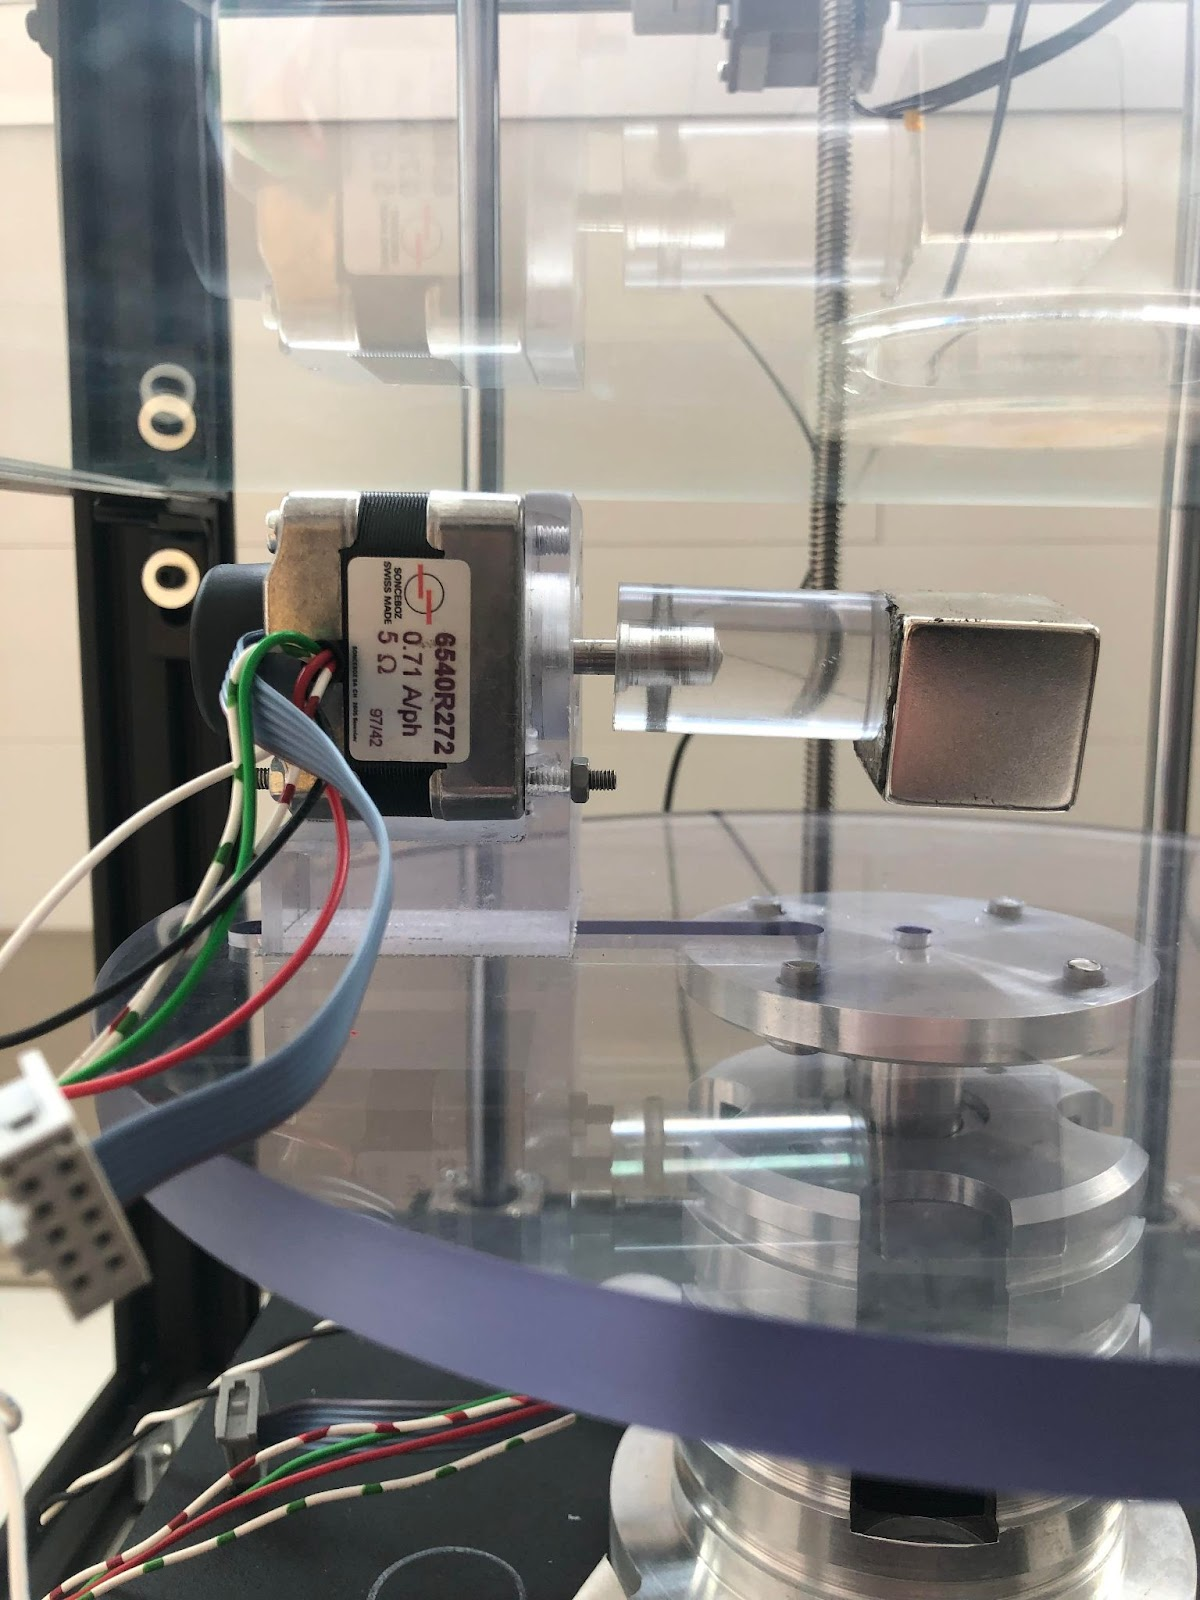 SONCEBOZ
SWISS MADE
6540R272
0.71 A/ph
5 Ω
97/42